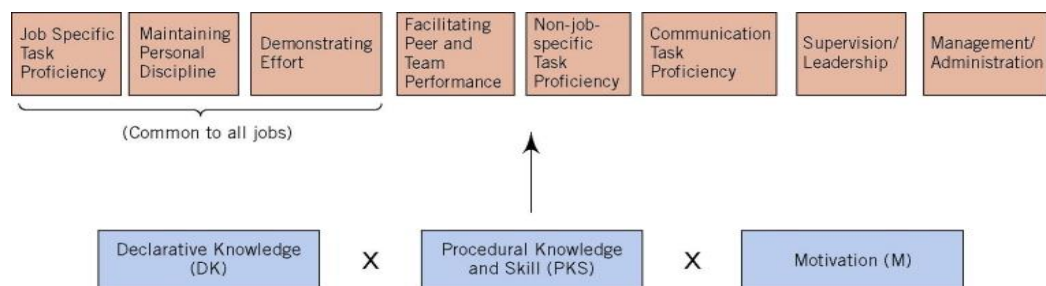 Job Specific
Task
Proficiency
Maintaining
Personal
Discipline
Demonstrating
Effort
Facilitating
Peer and
Team
Performance
Non-job-
specific
Task
Proficiency
Communication
Task
Proficiency
Supervision/
Leadership
Management/
Administration
(Common to all jobs)
Declarative Knowledge
(DK)
X
Procedural Knowledge
and Skill (PKS)
X
Motivation (M)